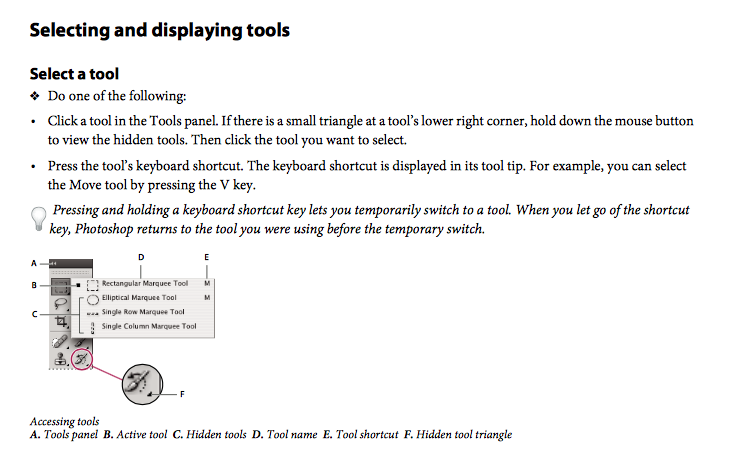 Selecting and displaying tools
Select a tool
❖ Do one of the following:
• Click a tool in the Tools panel. If there is a small triangle at a tool's lower right corner, hold down the mouse button
to view the hidden tools. Then click the tool you want to select.
• Press the tool's keyboard shortcut. The keyboard shortcut is displayed in its tool tip. For example, you can select
the Move tool by pressing the V key.
Pressing and holding a keyboard shortcut key lets you temporarily switch to a tool. When you let go of the shortcut
key, Photoshop returns to the tool you were using before the temporary switch.
D E
A
B Rectangular Marquee Tool M
Elliptical Marquee Tool M
C Single Row Marquee Tool
Single Column Marquee Tool
F
Accessing tools
A. Tools panel B. Active tool C. Hidden tools D. Tool name E. Tool shortcut F. Hidden tool triangle